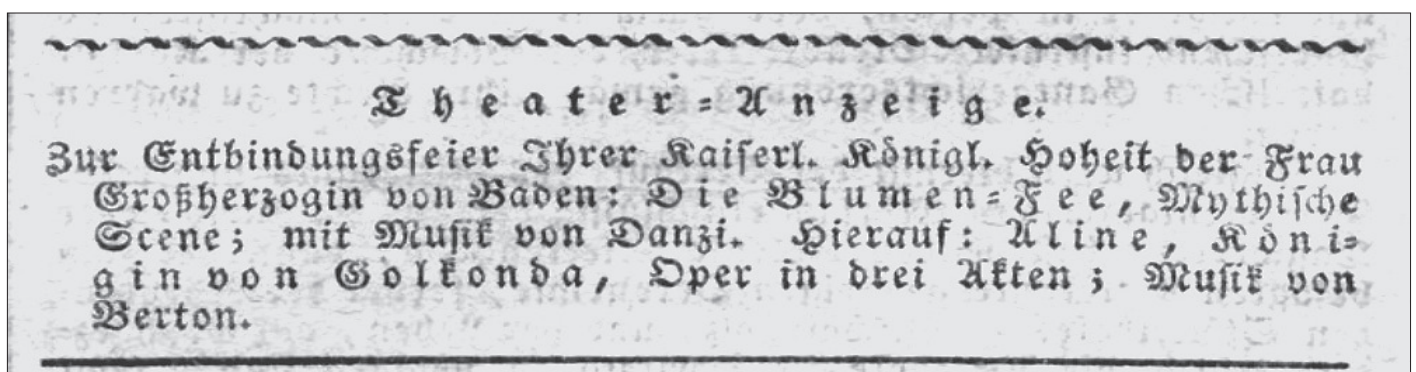 Theater-Anzeige.
Zur Entbindungsfeier Ihrer Kaiserl. Königl. Hoheit der Frau
Großherzogin von Baden: Die Blumen-Fee, Mythische
Scene; mit Musik von Danzi. Hierauf: Aline, Köni-
gin von Golkonda, Oper in drei Akten; Musik von
Berton.